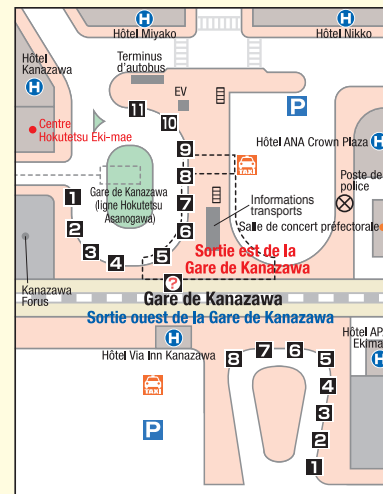 H
H
Hôtel Miyako
Hôtel Nikko
Hôtel
Kanazawa
H
Terminus
d'autobus
EV
11
10
P
Centre
Hokutetsu Eki-mae
9
TAXI
Hôtel ANA Crown Plaza
H
8
Gare de Kanazawa
(ligne Hokutetsu
Asanogawa)
Poste de
police
1
7
Informations
transports
2
6
Salle de concert préfectorale
3
4
5
Sortie est de la
Gare de Kanazawa
?
Kanazawa
Forus
Gare de Kanazawa
Sortie ouest de la Gare de Kanazawa
Hôtel Via Inn Kanazawa
H
Hôtel AP
Ekima
H
8
7
6
5
TAXI
4
3
P
2
1